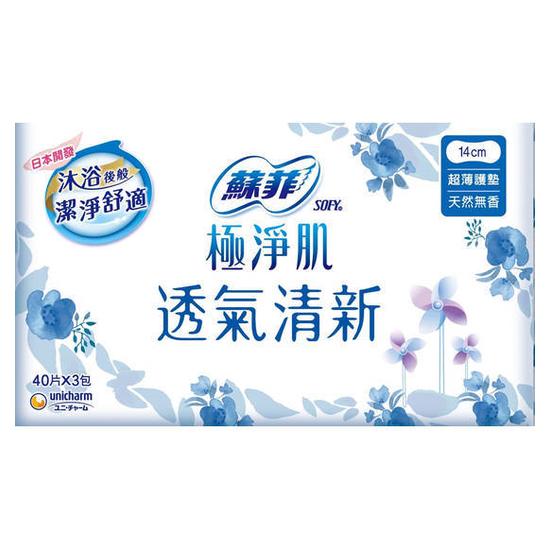 日本開發
沐浴後般
潔淨舒適
蘇菲
SOFY®
極淨肌
透氣清新
14cm
超薄護墊
天然無香
40片X3包
unicharm
ユニ・チャーム